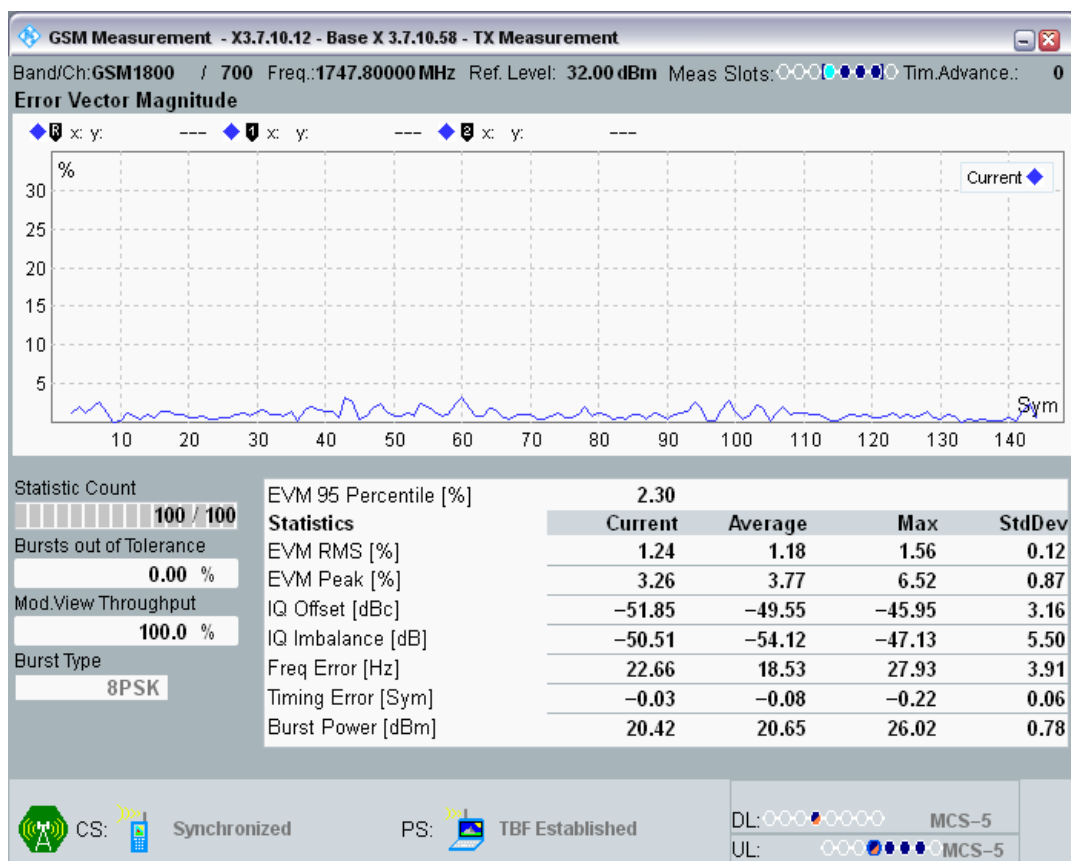 GSM Measurement - X3.7.10.12 - Base X 3.7.10.58 - TX Measurement
Band/Ch:GSM1800 / 700 Freq.:1747.80000 MHz Ref. Level: 32.00 dBm Meas Slots: Tim.Advance.: 0
Error Vector Magnitude
R x: y: --- 1 x: y: --- 2 x: y: ---
%
Current
30
25
20
15
10
5
Sym
10 20 30 40 50 60 70 80 90 100 110 120 130 140
Statistic Count
100 / 100
Bursts out of Tolerance
0.00 %
Mod.View Throughput
100.0 %
Burst Type
8PSK
EVM 95 Percentile [%] 2.30
Statistics Current Average Max StdDev
EVM RMS [%] 1.24 1.18 1.56 0.12
EVM Peak [%] 3.26 3.77 6.52 0.87
IQ Offset [dBc] −51.85 −49.55 −45.95 3.16
IQ Imbalance [dB] −50.51 −54.12 −47.13 5.50
Freq Error [Hz] 22.66 18.53 27.93 3.91
Timing Error [Sym] −0.03 −0.08 −0.22 0.06
Burst Power [dBm] 20.42 20.65 26.02 0.78
CS: Synchronized PS: TBF Established
DL: MCS−5
UL: MCS−5